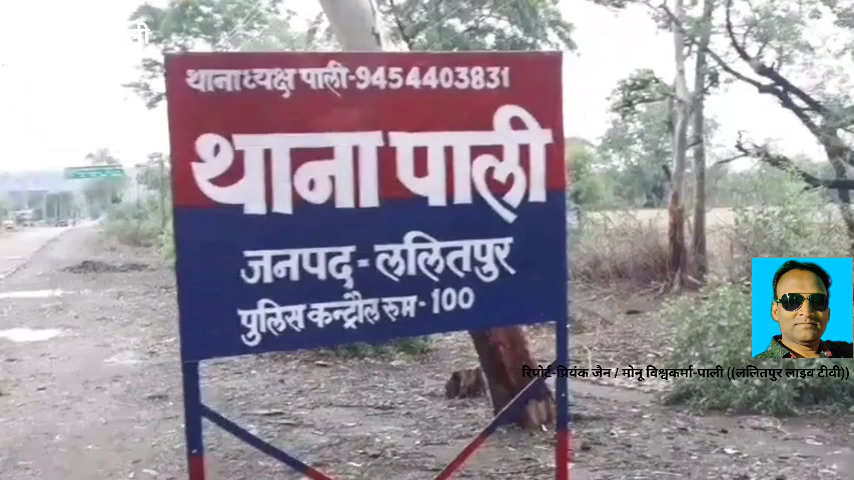 थानाध्यक्ष पाली-9454403831
थाना पाली
जनपद=ललितपुर
पुलिस कन्ट्रौल रुम-100
रिपोर्ट-प्रियंक जैन / मोनू विश्वकर्मा-पाली ((ललितपुर लाइव टीवी))